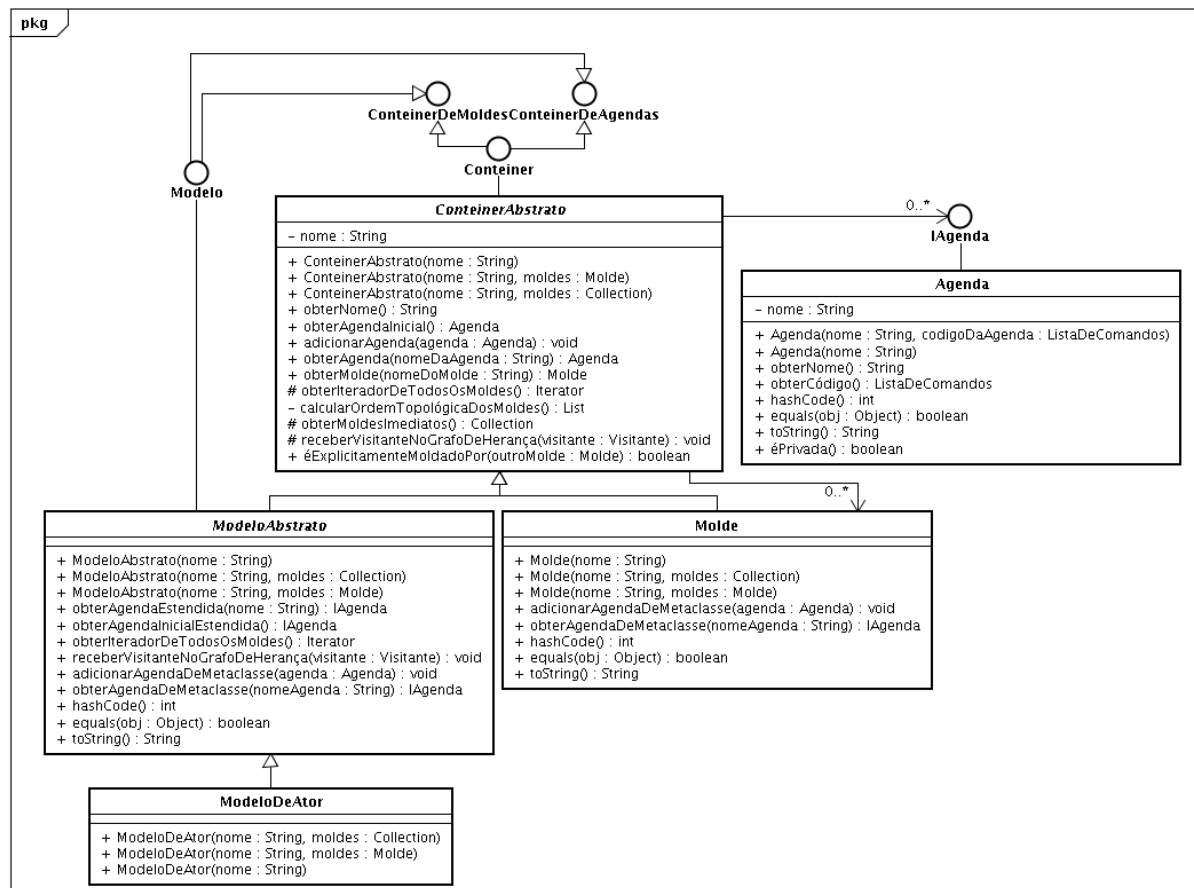 pkg
ConteinerDeMoldes
ConteinerDeAgendas
Conteiner
Modelo
ConteinerAbstrato
- nome : String
+ ConteinerAbstrato(nome : String)
+ ConteinerAbstrato(nome : String, moldes : Molde)
+ ConteinerAbstrato(nome : String, moldes : Collection)
+ obterNome() : String
+ obterAgendaInicial() : Agenda
+ adicionarAgenda(agenda : Agenda) : void
+ obterAgenda(nomeDaAgenda : String) : Agenda
+ obterMolde(nomeDoMolde : String) : Molde
# obterIteradorDeTodosOsMoldes() : Iterator
- calcularOrdemTopológicaDosMoldes() : List
# obterMoldesImediatos() : Collection
# receberVisitanteNoGrafoDeHerança(visitante : Visitante) : void
+ éExplicitamenteMoldadoPor(outroMolde : Molde) : boolean
0..*
IAgenda
Agenda
- nome : String
+ Agenda(nome : String, codigoDaAgenda : ListaDeComandos)
+ Agenda(nome : String)
+ obterNome() : String
+ obterCódigo() : ListaDeComandos
+ hashCode() : int
+ equals(obj : Object) : boolean
+ toString() : String
+ éPrivada() : boolean
0..*
ModeloAbstrato
+ ModeloAbstrato(nome : String)
+ ModeloAbstrato(nome : String, moldes : Collection)
+ ModeloAbstrato(nome : String, moldes : Molde)
+ obterAgendaEstendida(nome : String) : IAgenda
+ obterAgendaInicialEstendida() : IAgenda
+ obterIteradorDeTodosOsMoldes() : Iterator
+ receberVisitanteNoGrafoDeHerança(visitante : Visitante) : void
+ adicionarAgendaDeMetaclasse(agenda : Agenda) : void
+ obterAgendaDeMetaclasse(nomeAgenda : String) : IAgenda
+ hashCode() : int
+ equals(obj : Object) : boolean
+ toString() : String
Molde
+ Molde(nome : String)
+ Molde(nome : String, moldes : Collection)
+ Molde(nome : String, moldes : Molde)
+ adicionarAgendaDeMetaclasse(agenda : Agenda) : void
+ obterAgendaDeMetaclasse(nomeAgenda : String) : IAgenda
+ hashCode() : int
+ equals(obj : Object) : boolean
+ toString() : String
ModeloDeAtor
+ ModeloDeAtor(nome : String, moldes : Collection)
+ ModeloDeAtor(nome : String, moldes : Molde)
+ ModeloDeAtor(nome : String)